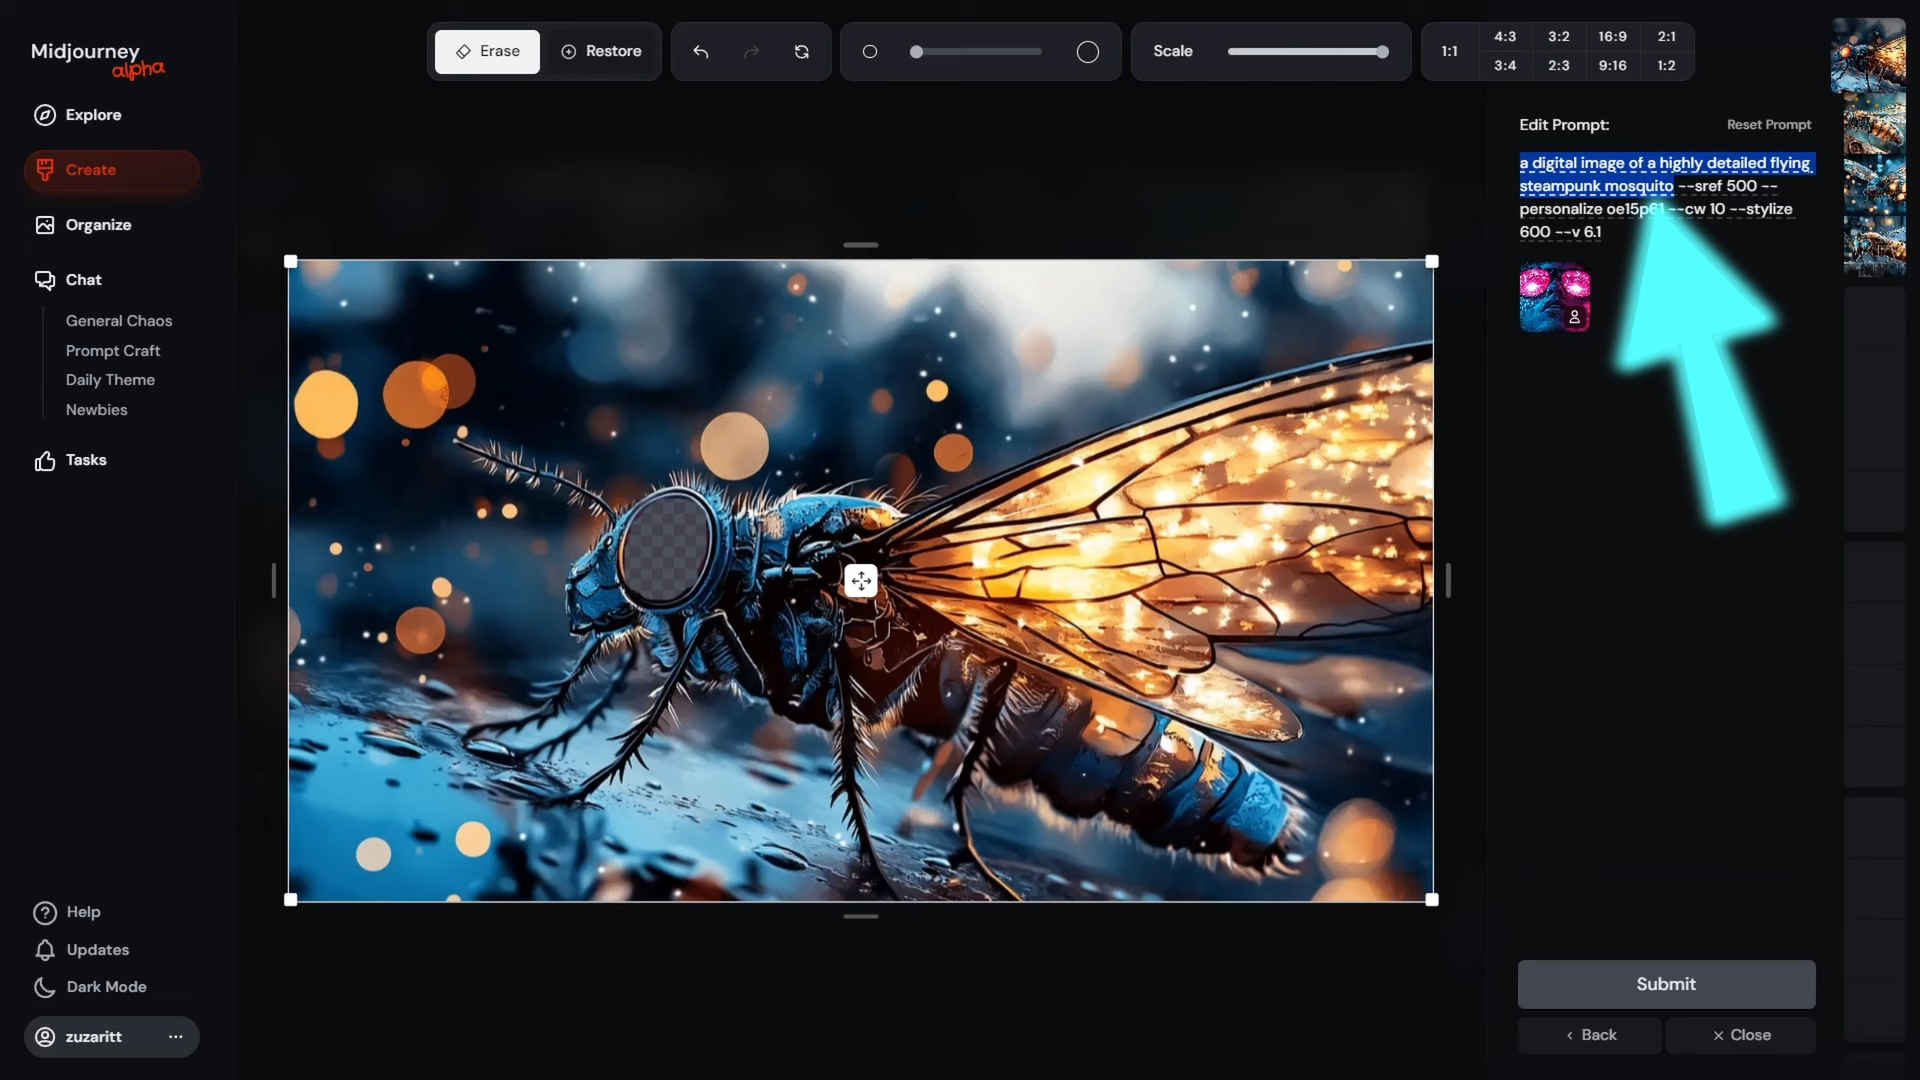 Midjourney
alpha
Explore
Create
Organize
Chat
General Chaos
Prompt Craft
Daily Theme
Newbies
Tasks
Help
Updates
Dark Mode
zuzaritt
Erase
Restore
Scale
1:1
4:3
3:2
16:9
2:1
3:4
2:3
9:16
1:2
Edit Prompt:
Reset Prompt
a digital image of a highly detailed flying
steampunk mosquito --sref 500 --
personalize oe15p61 --cw 10 --stylize
600 --v 6.1
Submit
Back
Close